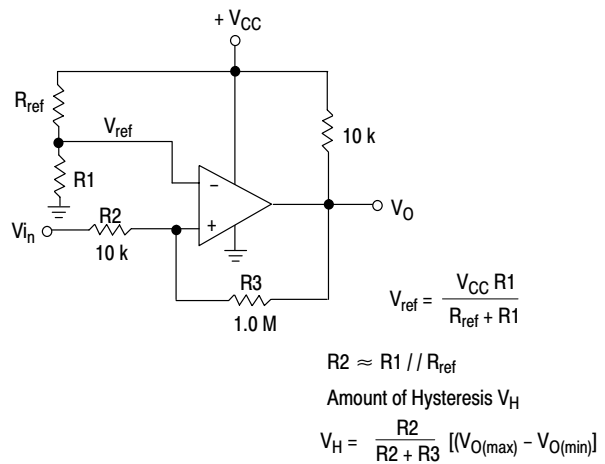 + VCC
Rref
Vref
10 k
R1
–
Vin
R2
+
VO
10 k
R3
1.0 M
Vref = VCC R1 / Rref + R1
R2 ≈ R1 // Rref
Amount of Hysteresis VH
VH = R2 / R2 + R3 [(VO(max) – VO(min)]